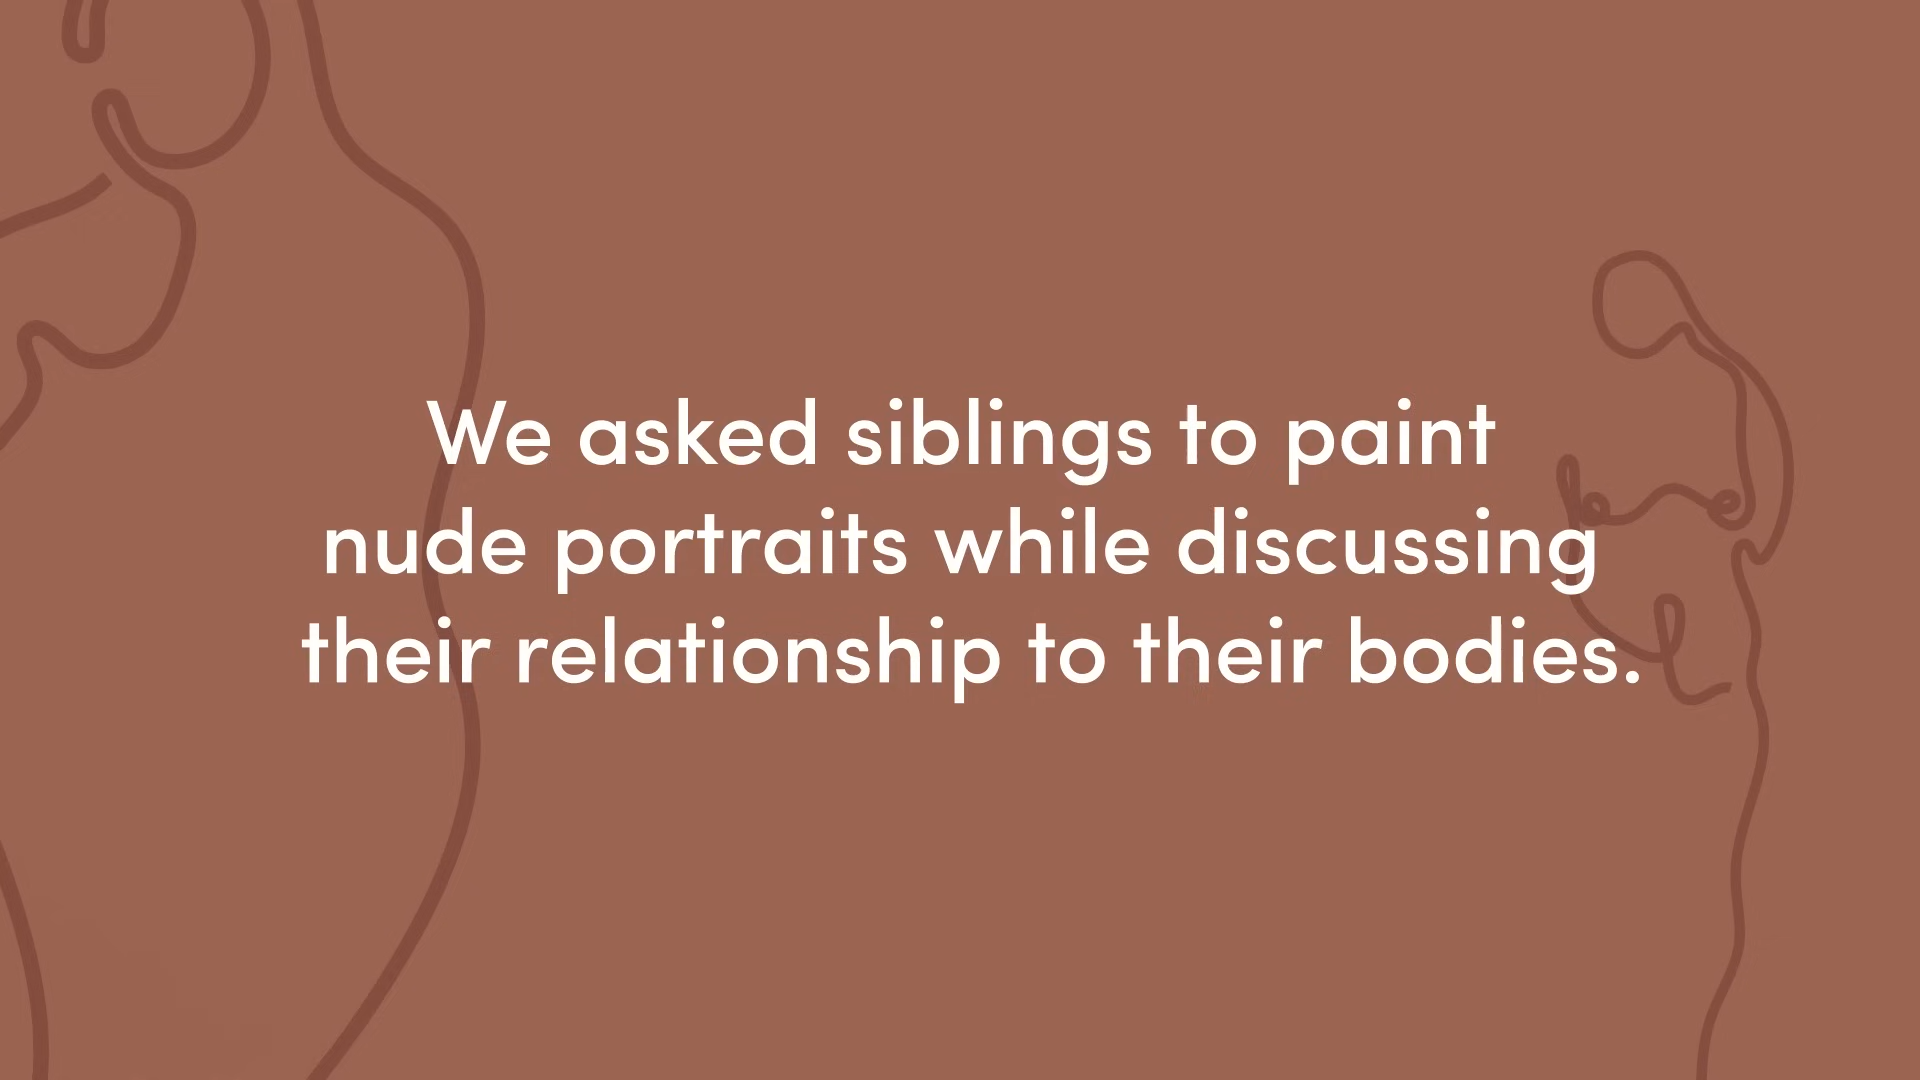 We asked siblings to paint
nude portraits while discussing
their relationship to their bodies.